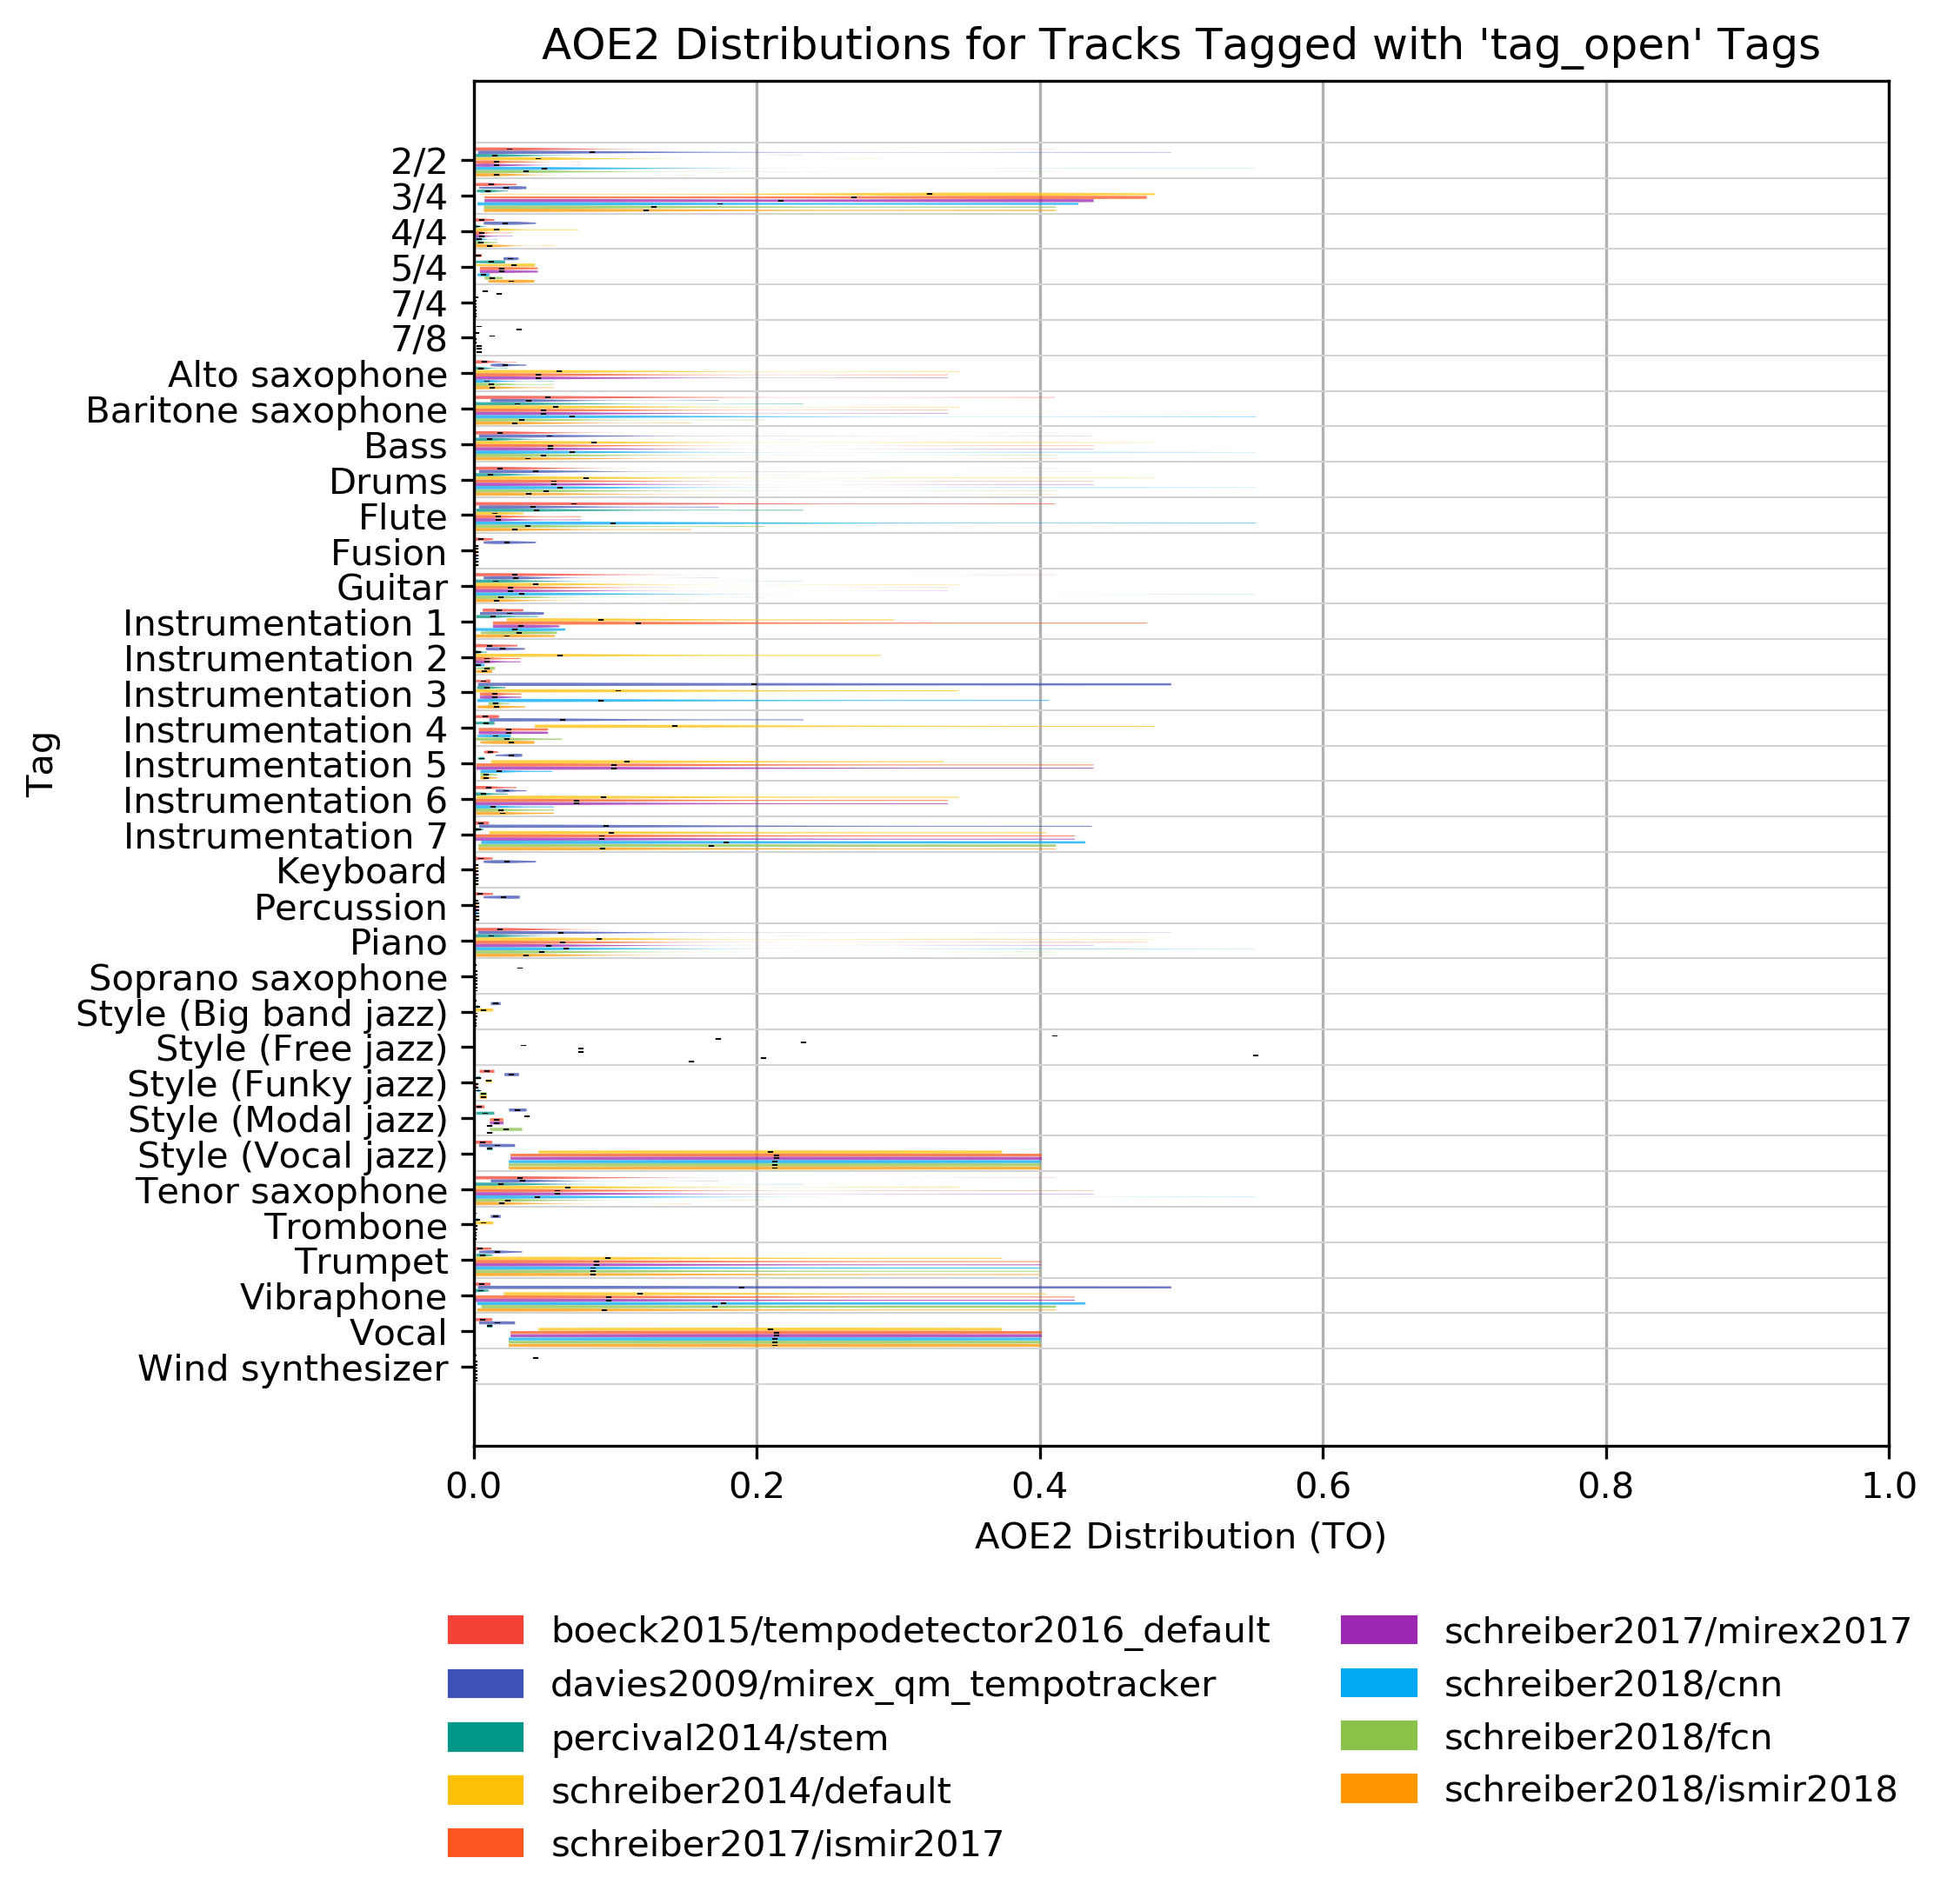 AOE2 Distributions for Tracks Tagged with 'tag_open' Tags
2/2
3/4
4/4
5/4
7/4
7/8
Alto saxophone
Baritone saxophone
Bass
Drums
Flute
Fusion
Guitar
Instrumentation 1
Instrumentation 2
Instrumentation 3
Instrumentation 4
Instrumentation 5
Instrumentation 6
Instrumentation 7
Keyboard
Percussion
Piano
Soprano saxophone
Style (Big band jazz)
Style (Free jazz)
Style (Funky jazz)
Style (Modal jazz)
Style (Vocal jazz)
Tenor saxophone
Trombone
Trumpet
Vibraphone
Vocal
Wind synthesizer
Tag
0.0 0.2 0.4 0.6 0.8 1.0
AOE2 Distribution (TO)
boeck2015/tempodetector2016_default
davies2009/mirex_qm_tempotracker
percival2014/stem
schreiber2014/default
schreiber2017/ismir2017
schreiber2017/mirex2017
schreiber2018/cnn
schreiber2018/fcn
schreiber2018/ismir2018